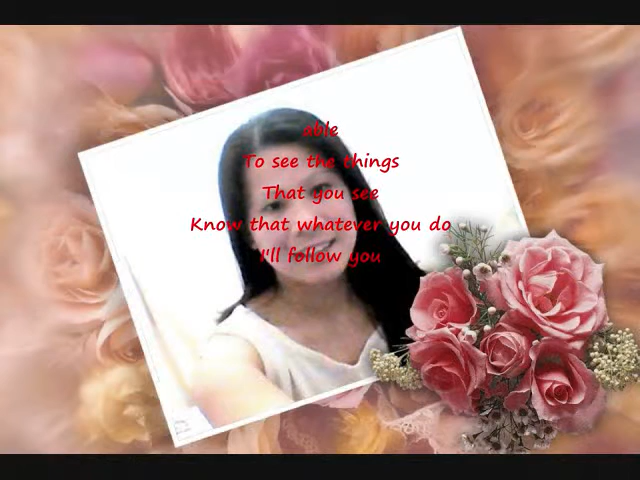 able
To see the things
That you see
Know that whatever you do
I'll follow you